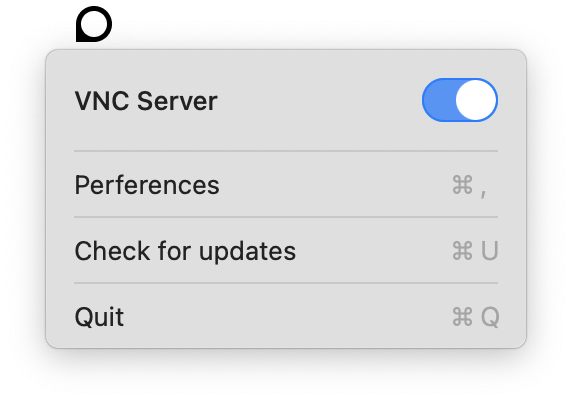 VNC Server
Perferences ⌘ ,
Check for updates ⌘ U
Quit ⌘ Q